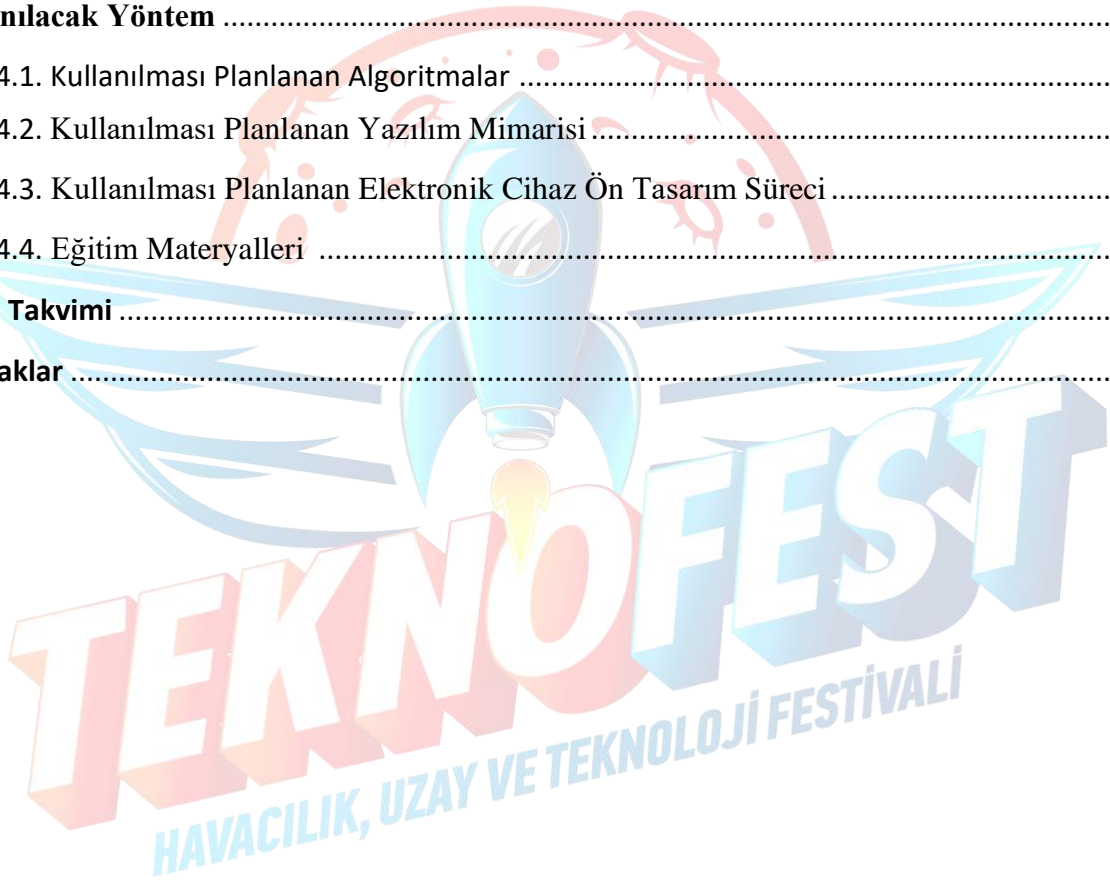 nılacak Yöntem ........................................................................................................
4.1. Kullanılması Planlanan Algoritmalar ........................................................................
4.2. Kullanılması Planlanan Yazılım Mimarisi ................................................................
4.3. Kullanılması Planlanan Elektronik Cihaz Ön Tasarım Süreci ...................................
4.4. Eğitim Materyalleri ..................................................................................................
Takvimi ......................................................................................................................
aklar ...........................................................................................................................
TEKNOFEST
HAVACILIK, UZAY VE TEKNOLOJİ FESTİVALİ